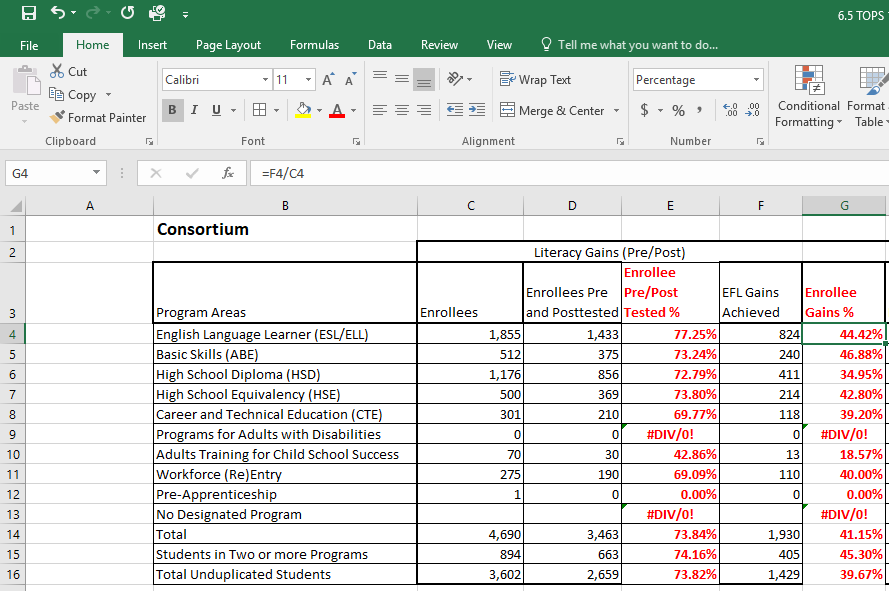 6.5 TOPS
File Home Insert Page Layout Formulas Data Review View Tell me what you want to do...
Paste
Cut
Copy
Format Painter
Clipboard
Calibri 11
B I U
A A
A
Font
Wrap Text
Merge & Center
Alignment
Percentage
$ % ,
.0 .00
.00 .0
Number
Conditional Formatting
Format Table
G4 fx =F4/C4
A B C D E F G
1 Consortium
2 Literacy Gains (Pre/Post)
3 Program Areas Enrollees Enrollees Pre and Posttested Enrollee Pre/Post Tested % EFL Gains Achieved Enrollee Gains %
4 English Language Learner (ESL/ELL) 1,855 1,433 77.25% 824 44.42%
5 Basic Skills (ABE) 512 375 73.24% 240 46.88%
6 High School Diploma (HSD) 1,176 856 72.79% 411 34.95%
7 High School Equivalency (HSE) 500 369 73.80% 214 42.80%
8 Career and Technical Education (CTE) 301 210 69.77% 118 39.20%
9 Programs for Adults with Disabilities 0 0 #DIV/0! 0 #DIV/0!
10 Adults Training for Child School Success 70 30 42.86% 13 18.57%
11 Workforce (Re)Entry 275 190 69.09% 110 40.00%
12 Pre-Apprenticeship 1 0 0.00% 0 0.00%
13 No Designated Program #DIV/0! #DIV/0!
14 Total 4,690 3,463 73.84% 1,930 41.15%
15 Students in Two or more Programs 894 663 74.16% 405 45.30%
16 Total Unduplicated Students 3,602 2,659 73.82% 1,429 39.67%